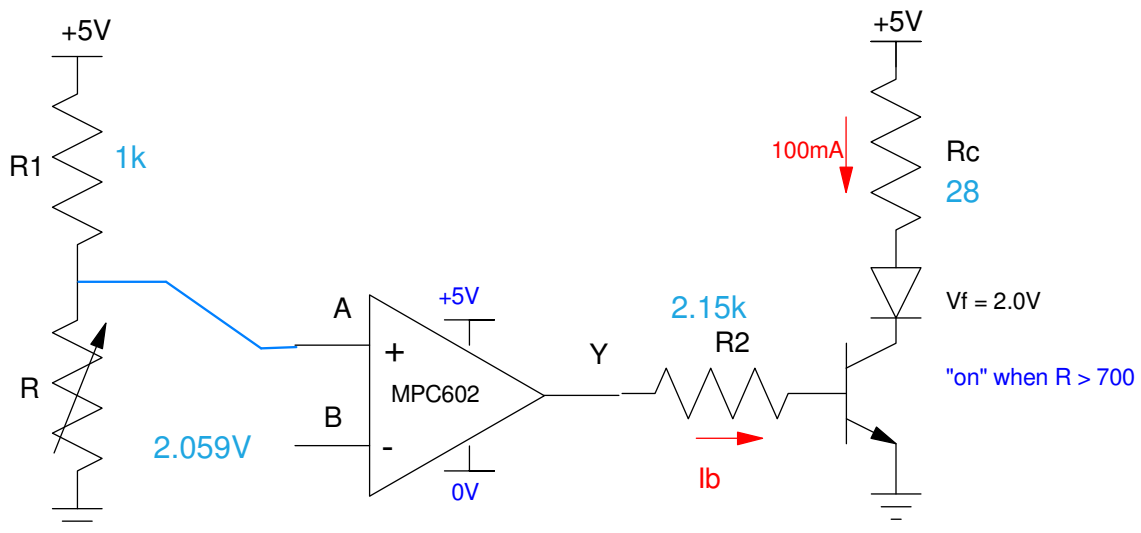 +5V
+5V
R1
1k
100mA
Rc
28
A
+5V
+
MPC602
Y
2.15k
R2
Vf = 2.0V
R
B
2.059V
-
0V
Ib
"on" when R > 700